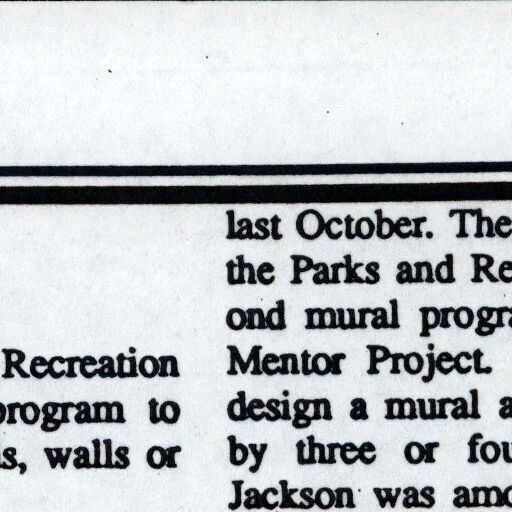 Recreation
program to
walls or
last October. The
the Parks and Re
ond mural progra
Mentor Project.
design a mural a
by three or fou
Jackson was amo